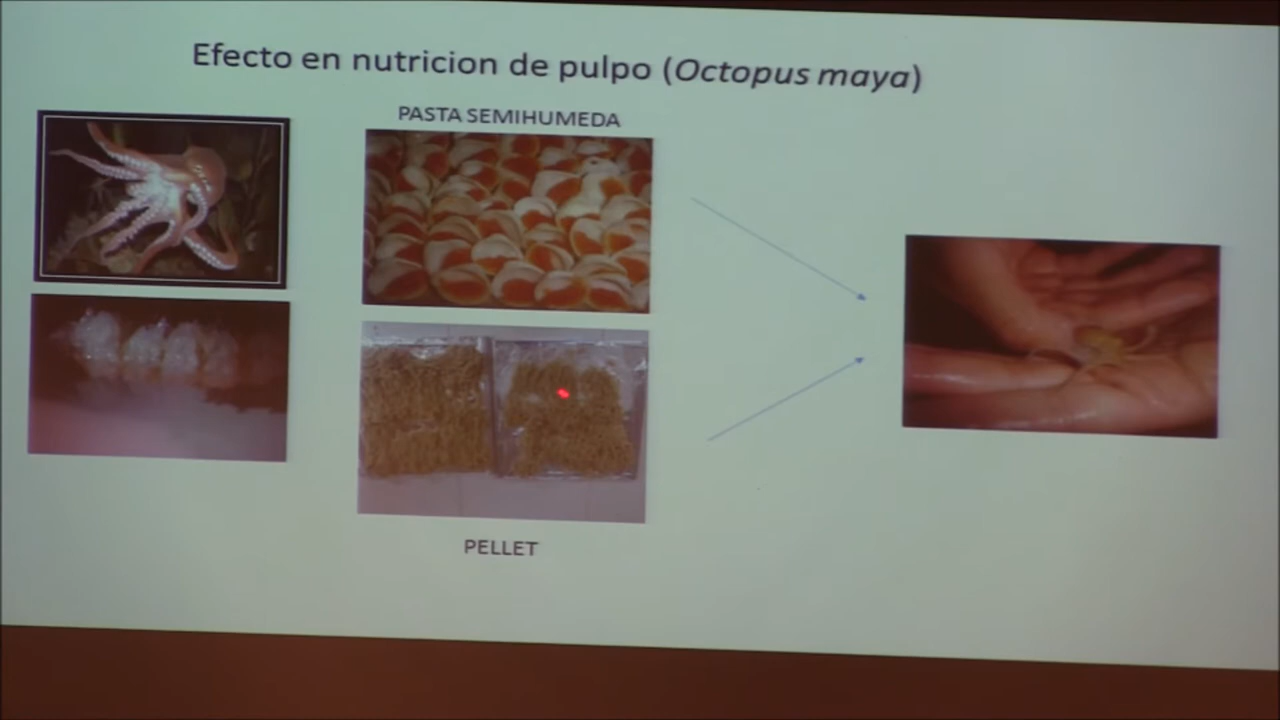 Efecto en nutricion de pulpo (Octopus maya)
PASTA SEMIHUMEDA
PELLET